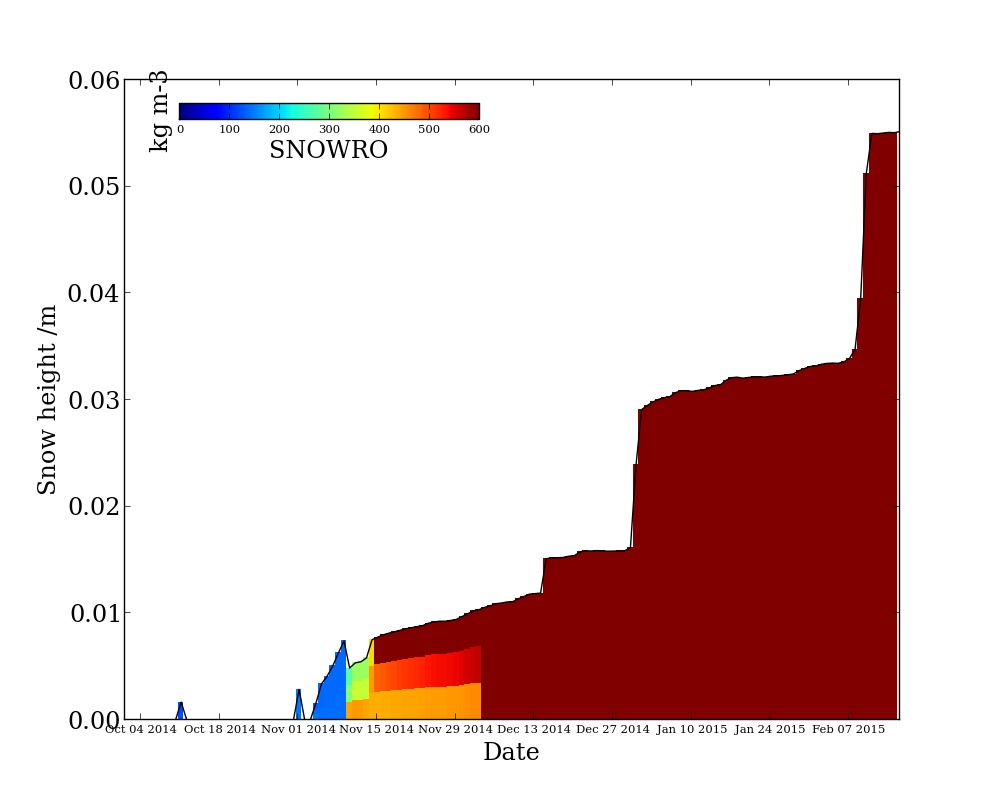 0.06
kg m-3
0 100 200 300 400 500 600
SNOWRO
0.05
0.04
Snow height /m
0.03
0.02
0.01
0.00
Oct 04 2014 Oct 18 2014 Nov 01 2014 Nov 15 2014 Nov 29 2014 Dec 13 2014 Dec 27 2014 Jan 10 2015 Jan 24 2015 Feb 07 2015
Date